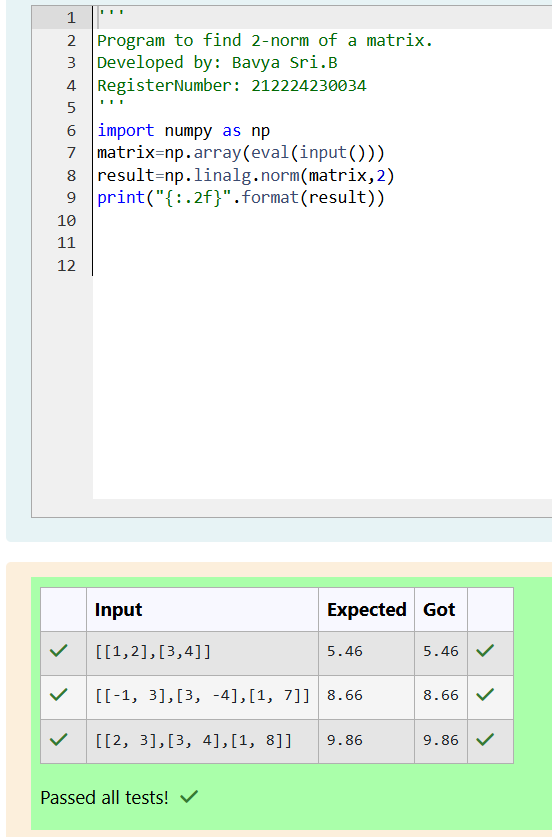 1 '''
2 Program to find 2-norm of a matrix.
3 Developed by: Bavya Sri.B
4 RegisterNumber: 212224230034
5 '''
6 import numpy as np
7 matrix=np.array(eval(input()))
8 result=np.linalg.norm(matrix,2)
9 print("{:.2f}".format(result))
10
11
12
Input Expected Got
[[1,2],[3,4]] 5.46 5.46
[[-1, 3],[3, -4],[1, 7]] 8.66 8.66
[[2, 3],[3, 4],[1, 8]] 9.86 9.86
Passed all tests!